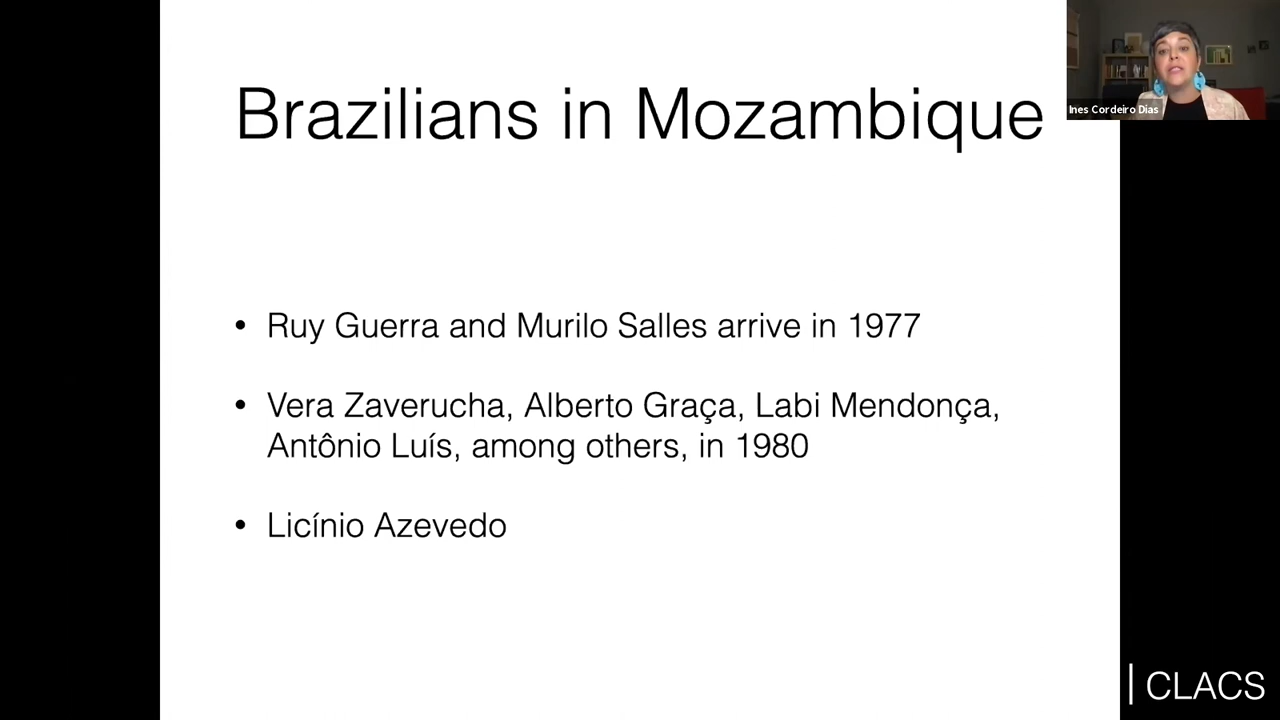 Brazilians in Mozambique
Ines Cordeiro Dias
• Ruy Guerra and Murilo Salles arrive in 1977
• Vera Zaverucha, Alberto Graça, Labi Mendonça,
Antônio Luís, among others, in 1980
• Licínio Azevedo
| CLACS